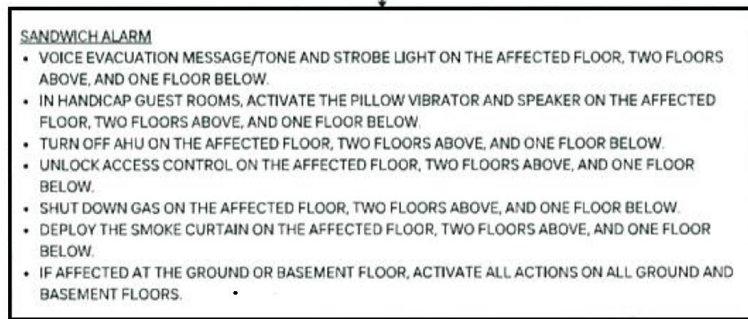 SANDWICH ALARM
• VOICE EVACUATION MESSAGE/TONE AND STROBE LIGHT ON THE AFFECTED FLOOR, TWO FLOORS
ABOVE, AND ONE FLOOR BELOW.
• IN HANDICAP GUEST ROOMS, ACTIVATE THE PILLOW VIBRATOR AND SPEAKER ON THE AFFECTED
FLOOR, TWO FLOORS ABOVE, AND ONE FLOOR BELOW.
• TURN OFF AHU ON THE AFFECTED FLOOR, TWO FLOORS ABOVE, AND ONE FLOOR BELOW.
• UNLOCK ACCESS CONTROL ON THE AFFECTED FLOOR, TWO FLOORS ABOVE, AND ONE FLOOR
BELOW.
• SHUT DOWN GAS ON THE AFFECTED FLOOR, TWO FLOORS ABOVE, AND ONE FLOOR BELOW.
• DEPLOY THE SMOKE CURTAIN ON THE AFFECTED FLOOR, TWO FLOORS ABOVE, AND ONE FLOOR
BELOW.
• IF AFFECTED AT THE GROUND OR BASEMENT FLOOR, ACTIVATE ALL ACTIONS ON ALL GROUND AND
BASEMENT FLOORS.